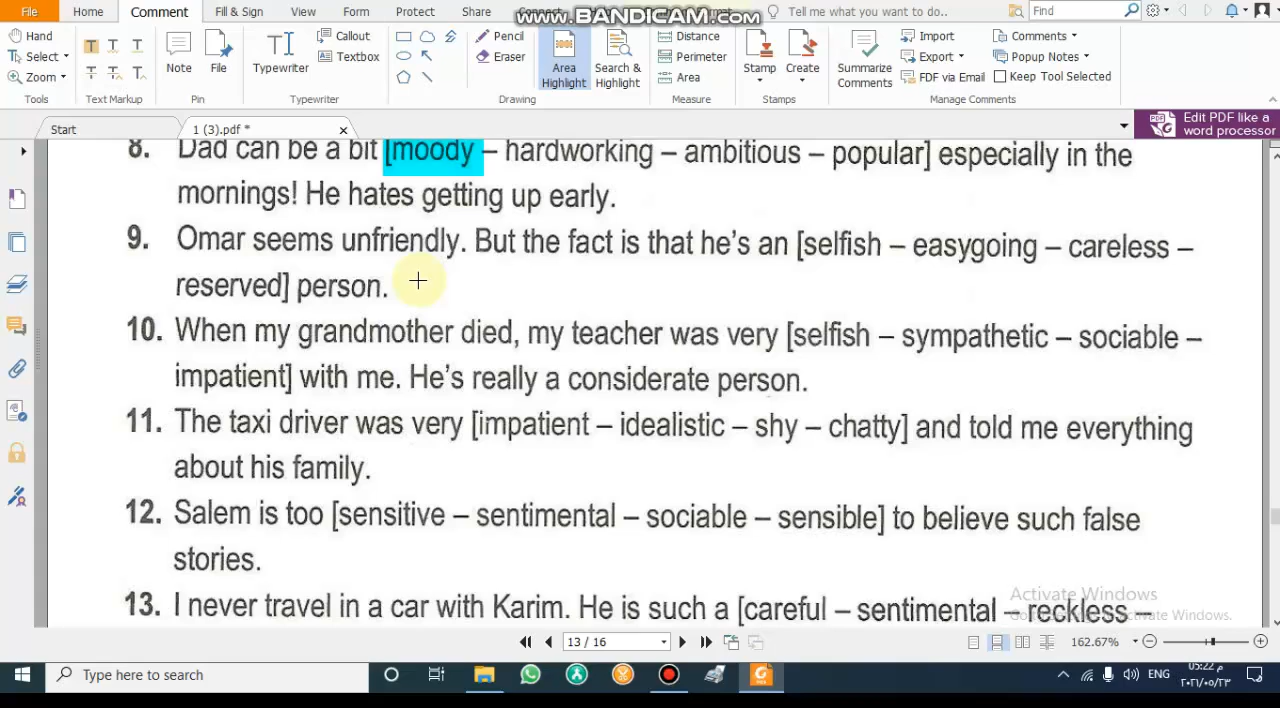 File Home Comment Fill & Sign View Form Protect Share Tell me what you want to do.. Find
www.BANDICAM.com
Hand
Select
Zoom
Tools
Text Markup
Note
File
Pin
Typewriter
Callout
Textbox
Typewriter
Pencil
Eraser
Drawing
Area Highlight
Search & Highlight
Distance
Perimeter
Area
Measure
Stamp
Create
Stamps
Summarize Comments
Import
Export
FDF via Email
Comments
Popup Notes
Keep Tool Selected
Manage Comments
Start
1 (3).pdf *
Edit PDF like a
word processor
8. Dad can be a bit [moody – hardworking – ambitious – popular] especially in the
mornings! He hates getting up early.
9. Omar seems unfriendly. But the fact is that he's an [selfish – easygoing – careless –
reserved] person.
10. When my grandmother died, my teacher was very [selfish – sympathetic – sociable –
impatient] with me. He's really a considerate person.
11. The taxi driver was very [impatient – idealistic – shy – chatty] and told me everything
about his family.
12. Salem is too [sensitive – sentimental – sociable – sensible] to believe such false
stories.
13. I never travel in a car with Karim. He is such a [careful – sentimental – reckless –
Activate Windows
Activate Windows.
13 / 16
162.67%
Type here to search
ENG
05:22 م
٢٠٢١/٠٥/٢٣